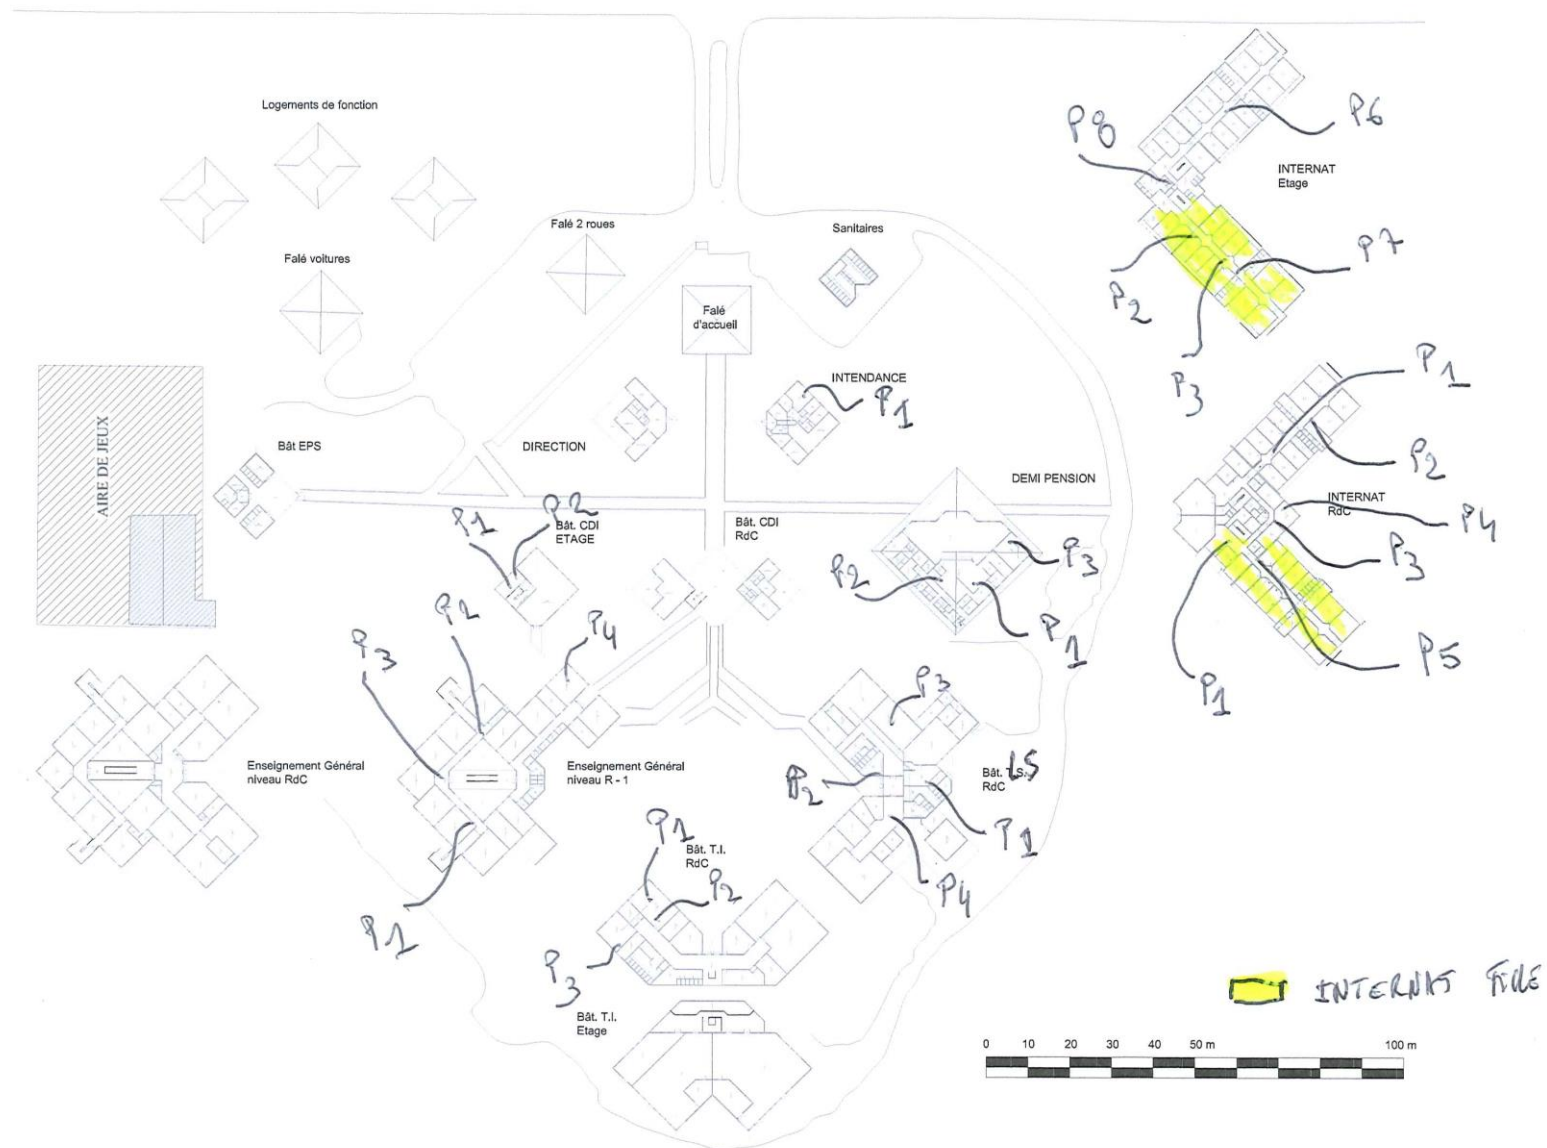 Logements de fonction
P8
P6
INTERNAT
Etage
Falé 2 roues
Sanitaires
Falé voitures
P7
P2
P3
Falé
d'accueil
P1
INTENDANCE
P1
AIRE DE JEUX
Bât EPS
DIRECTION
P2
DEMI PENSION
INTERNAT
RdC
P4
P1
P2
Bât. CDI
ETAGE
Bât. CDI
RdC
P3
P2
P3
P1
P5
P1
P2
P4
P3
P3
Enseignement Général
niveau RdC
Enseignement Général
niveau R - 1
P2
Bât. T.S.
LS
RdC
P1
P4
P1
P1
Bât. T.I.
RdC
P2
P3
Bât. T.I.
Etage
INTERNAT
0 10 20 30 40 50 m 100 m